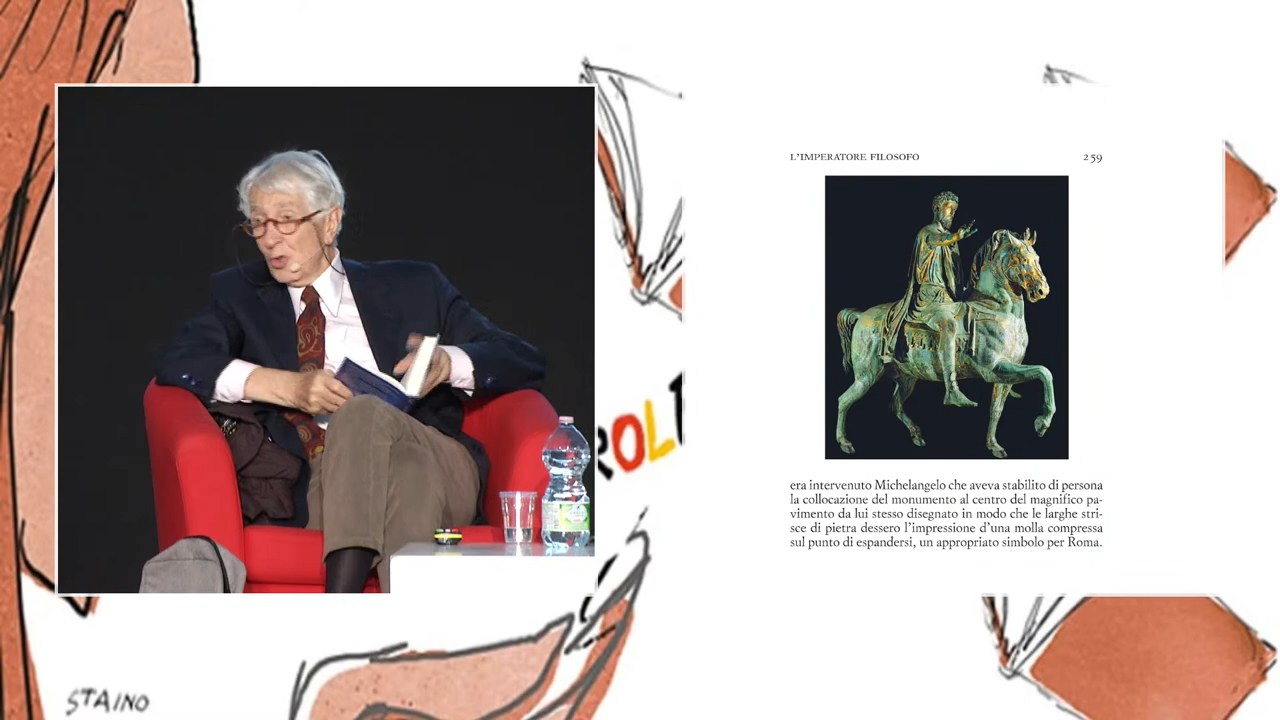 ROL
L'IMPERATORE FILOSOFO 259
era intervenuto Michelangelo che aveva stabilito di persona
la collocazione del monumento al centro del magnifico pa-
vimento da lui stesso disegnato in modo che le larghe stri-
sce di pietra dessero l'impressione d'una molla compressa
sul punto di espandersi, un appropriato simbolo per Roma.
STAINO